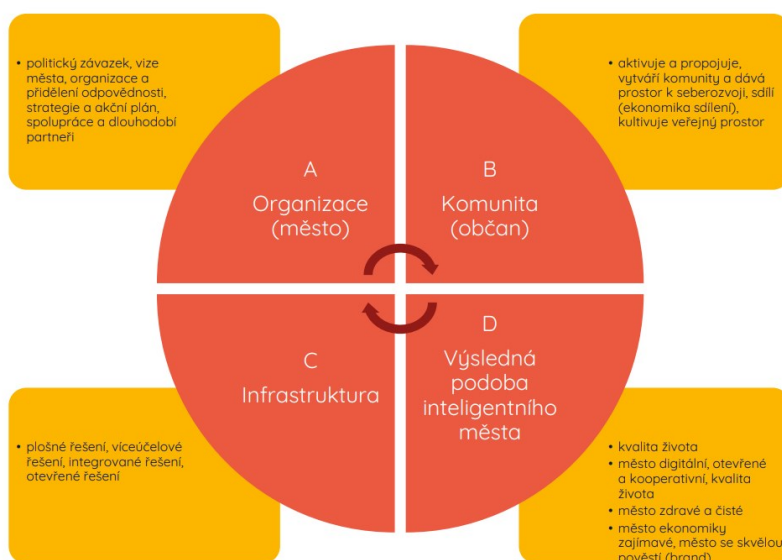 • politický závazek, vize
města, organizace a
přidělení odpovědnosti,
strategie a akční plán,
spolupráce a dlouhodobí
partneři
• aktivuje a propojuje,
vytváří komunity a dává
prostor k seberozvoji, sdílí
(ekonomika sdílení),
kultivuje veřejný prostor
A
Organizace
(město)
B
Komunita
(občan)
C
Infrastruktura
D
Výsledná
podoba
inteligentního
města
• plošné řešení, víceúčelové
řešení, integrované řešení,
otevřené řešení
• kvalita života
• město digitální, otevřené
a kooperativní, kvalita
života
• město zdravé a čisté
• město ekonomiky
zajímavé, město se skvělou
pověstí (brand)